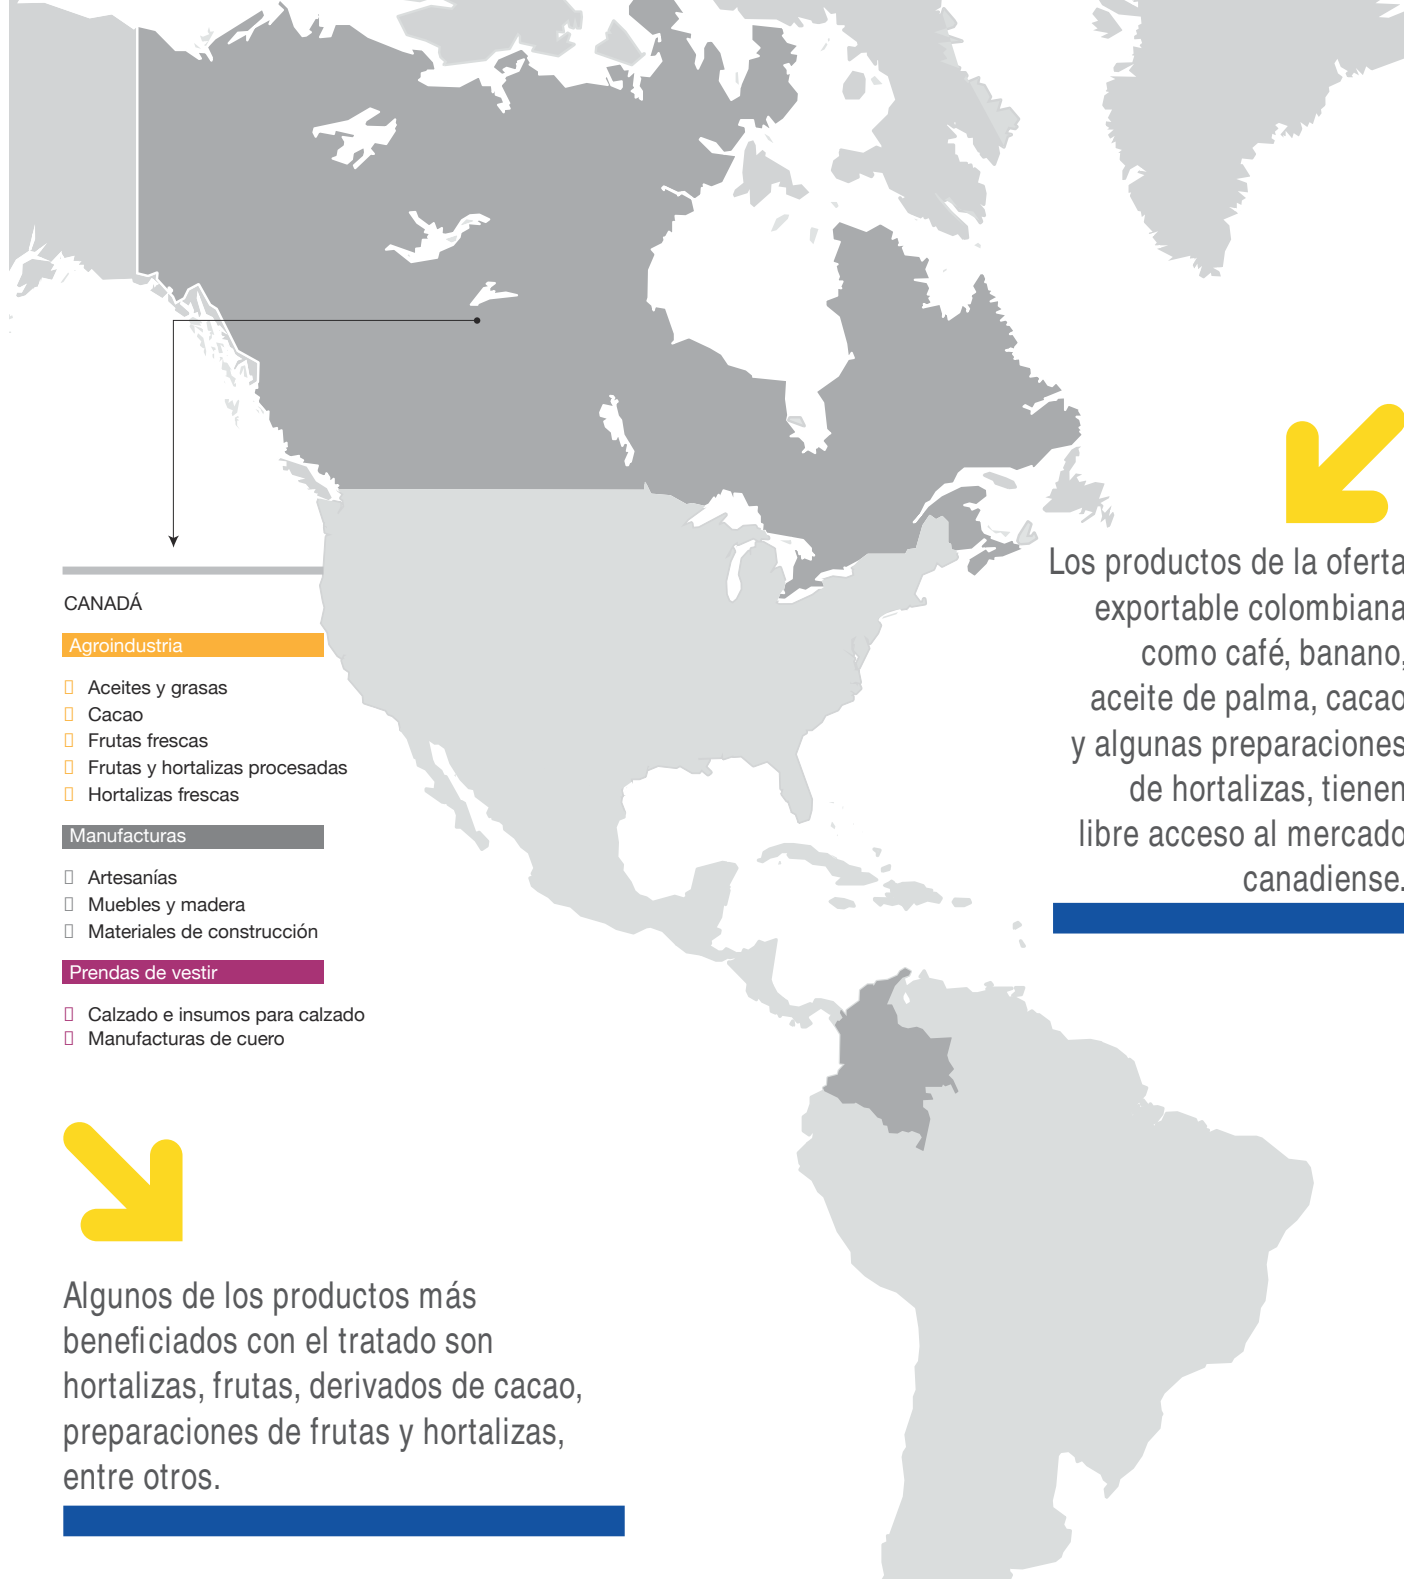 CANADÁ
Agroindustria
Aceites y grasas
Cacao
Frutas frescas
Frutas y hortalizas procesadas
Hortalizas frescas
Manufacturas
Artesanías
Muebles y madera
Materiales de construcción
Prendas de vestir
Calzado e insumos para calzado
Manufacturas de cuero
Los productos de la oferta
exportable colombiana
como café, banano,
aceite de palma, cacao
y algunas preparaciones
de hortalizas, tienen
libre acceso al mercado
canadiense.
Algunos de los productos más
beneficiados con el tratado son
hortalizas, frutas, derivados de cacao,
preparaciones de frutas y hortalizas,
entre otros.